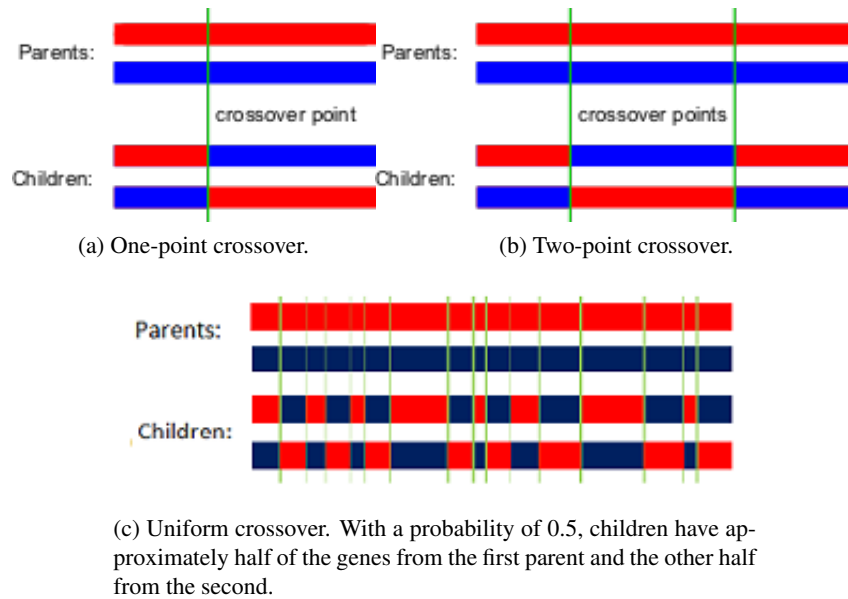 Parents:
crossover point
Children:
(a) One-point crossover.
Parents:
crossover points
Children:
(b) Two-point crossover.
Parents:
Children:
(c) Uniform crossover. With a probability of 0.5, children have ap-
proximately half of the genes from the first parent and the other half
from the second.